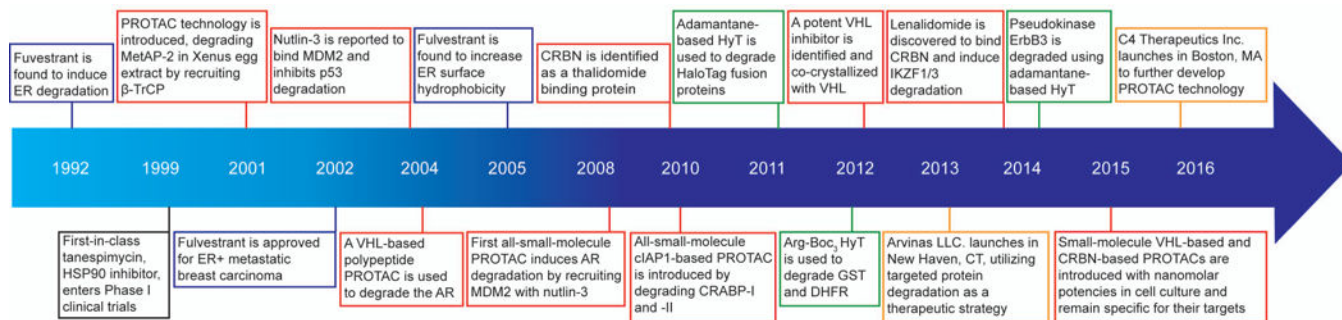 Fuvestrant is
found to induce
ER degradation
PROTAC technology is
introduced, degrading
MetAP-2 in Xenus egg
extract by recruiting
β-TrCP
Nutlin-3 is reported to
bind MDM2 and
inhibits p53
degradation
Fulvestrant is found to
increase ER surface
hydrophobicity
CRBN is identified
as a thalidomide
binding protein
Adamantane-
based HyT is
used to degrade
HaloTag fusion
proteins
A potent VHL
inhibitor is
identified and
co-crystallized
with VHL
Lenalidomide is
discovered to bind
CRBN and induce
IKZF1/3
degradation
Pseudokinase
ErbB3 is
degraded using
adamantane-
based HyT
C4 Therapeutics Inc.
launches in Boston, MA
to further develop
PROTAC technology
1992 1999 2001 2002 2004 2005 2008 2010 2011 2012 2013 2014 2015 2016
First-in-class
tanespimycin,
HSP90 inhibitor,
enters Phase I
clinical trials
Fulvestrant is approved
for ER+ metastatic
breast carcinoma
A VHL-based
polypeptide
PROTAC is used
to degrade the AR
First all-small-molecule
PROTAC induces AR
degradation by recruiting
MDM2 with nutlin-3
All-small-molecule
cIAP1-based PROTAC
is introduced by
degrading CRABP-I
and -II
Arg-Boc₃ HyT
is used to
degrade GST
and DHFR
Arvinas LLC. launches in
New Haven, CT, utilizing
targeted protein
degradation as a
therapeutic strategy
Small-molecule VHL-based and
CRBN-based PROTACs are
introduced with nanomolar
potencies in cell culture and
remain specific for their targets